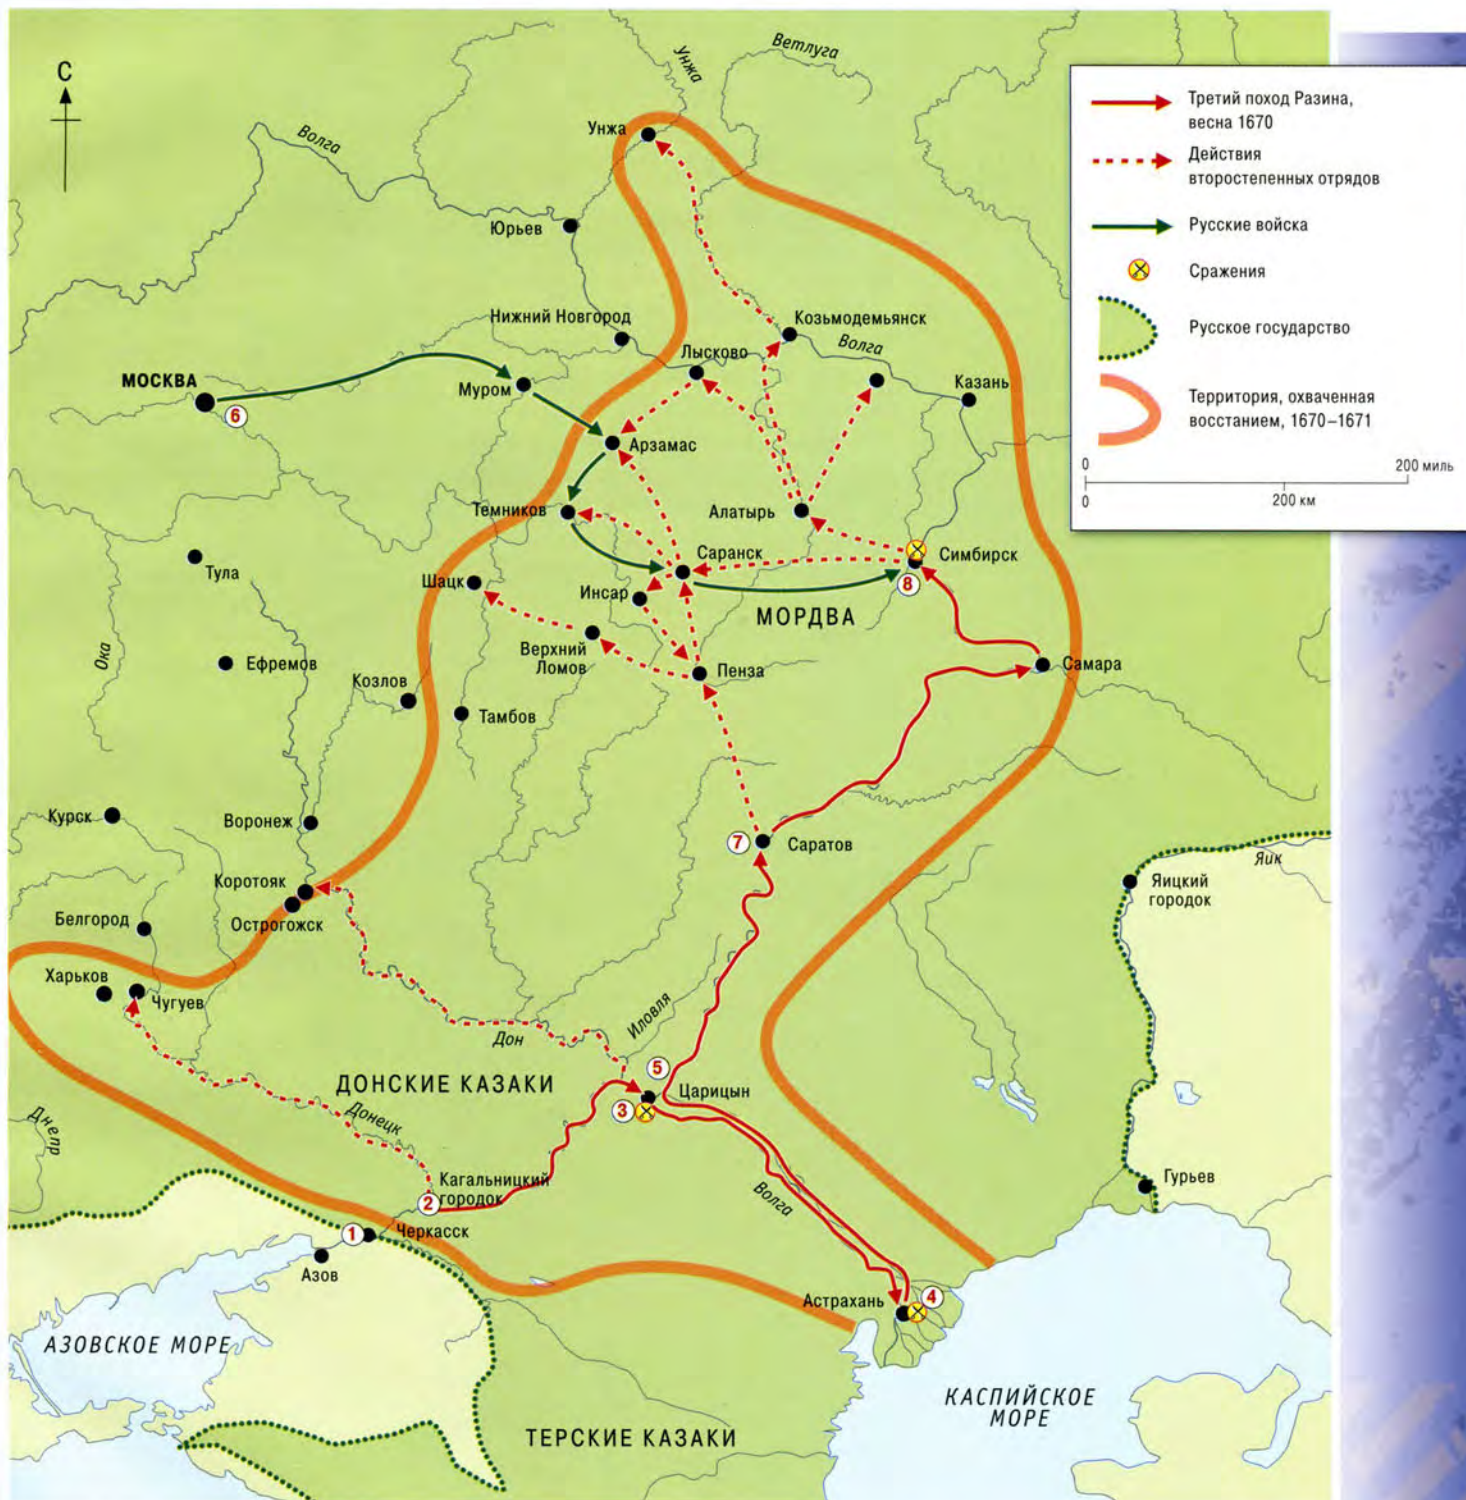 С
Ветлуга
Унжа
Волга
Унжа
Юрьев
Нижний Новгород
Козьмодемьянск
Волга
Лысково
МОСКВА
6
Муром
Казань
Арзамас
Темников
Алатырь
Саранск
Симбирск
8
Тула
Шацк
Инсар
МОРДВА
Ока
Ефремов
Верхний
Ломов
Пенза
Самара
Козлов
Тамбов
Курск
Воронеж
7
Саратов
Яик
Коротояк
Острогожск
Белгород
Яицкий
городок
Харьков
Чугуев
Иловля
Дон
5
ДОНСКИЕ КАЗАКИ
Царицын
3
Днепр
Донецк
Кагальницкий
городок
2
Волга
Гурьев
1
Черкасск
Азов
Астрахань
4
АЗОВСКОЕ МОРЕ
КАСПИЙСКОЕ
МОРЕ
ТЕРСКИЕ КАЗАКИ
Третий поход Разина,
весна 1670
Действия
второстепенных отрядов
Русские войска
Сражения
Русское государство
Территория, охваченная
восстанием, 1670–1671
0
200 миль
0
200 км